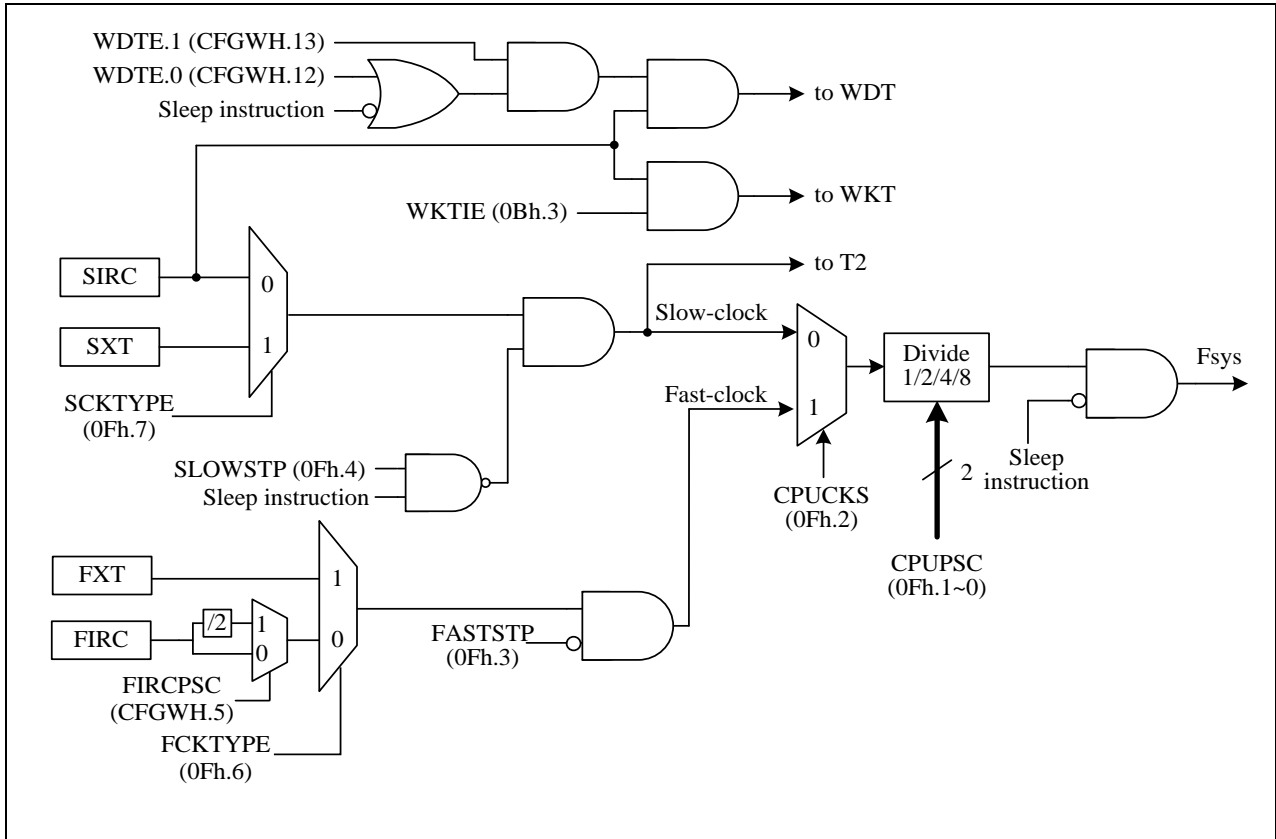 WDTE.1 (CFGWH.13)
WDTE.0 (CFGWH.12)
Sleep instruction
to WDT
WKTIE (0Bh.3)
to WKT
SIRC
0
to T2
SXT
1
Slow-clock
0
Divide
1/2/4/8
Fsys
SCKTYPE
(0Fh.7)
Fast-clock
1
SLOWSTP (0Fh.4)
Sleep instruction
CPUCKS
(0Fh.2)
2
Sleep
instruction
CPUPSC
(0Fh.1~0)
FXT
1
FIRC
/2
1
0
0
FASTSTP
(0Fh.3)
FIRCPSC
(CFGWH.5)
FCKTYPE
(0Fh.6)